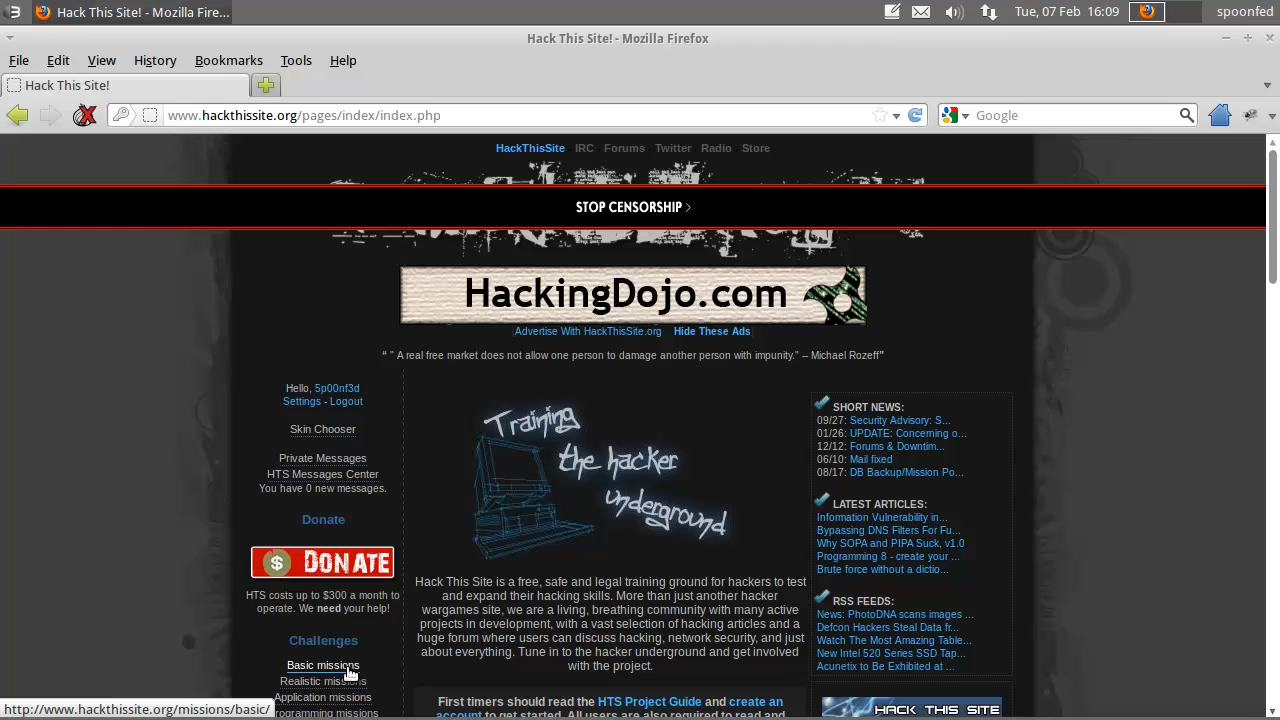 Hack This Site! - Mozilla Fire...
Tue, 07 Feb 16:09
spoonfed
Hack This Site! - Mozilla Firefox
File Edit View History Bookmarks Tools Help
Hack This Site!
www.hackthissite.org/pages/index/index.php
Google
HackThisSite IRC Forums Twitter Radio Store
STOP CENSORSHIP >
HackingDojo.com
Advertise With HackThisSite.org Hide These Ads
“ " A real free market does not allow one person to damage another person with impunity." – Michael Rozeff”
Hello, 5p00nf3d
Settings - Logout
Skin Chooser
Private Messages
HTS Messages Center
You have 0 new messages.
Donate
$ DONATE
HTS costs up to $300 a month to
operate. We need your help!
Challenges
Basic missions
Realistic missions
Application missions
Programming missions
http://www.hackthissite.org/missions/basic/
Training
the hacker
underground
Hack This Site is a free, safe and legal training ground for hackers to test
and expand their hacking skills. More than just another hacker
wargames site, we are a living, breathing community with many active
projects in development, with a vast selection of hacking articles and a
huge forum where users can discuss hacking, network security, and just
about everything. Tune in to the hacker underground and get involved
with the project.
First timers should read the HTS Project Guide and create an
account to get started. All users are also required to read and
SHORT NEWS:
09/27: Security Advisory: S...
01/26: UPDATE: Concerning o...
12/12: Forums & Downtim...
06/10: Mail fixed
08/17: DB Backup/Mission Po...
LATEST ARTICLES:
Information Vulnerability in...
Bypassing DNS Filters For Fu...
Why SOPA and PIPA Suck, v1.0
Programming 8 - create your ...
Brute force without a dictio...
RSS FEEDS:
News: PhotoDNA scans images ...
Defcon Hackers Steal Data fr...
Watch The Most Amazing Table...
New Intel 520 Series SSD Tap...
Acunetix to Be Exhibited at ...
HACK THIS SITE